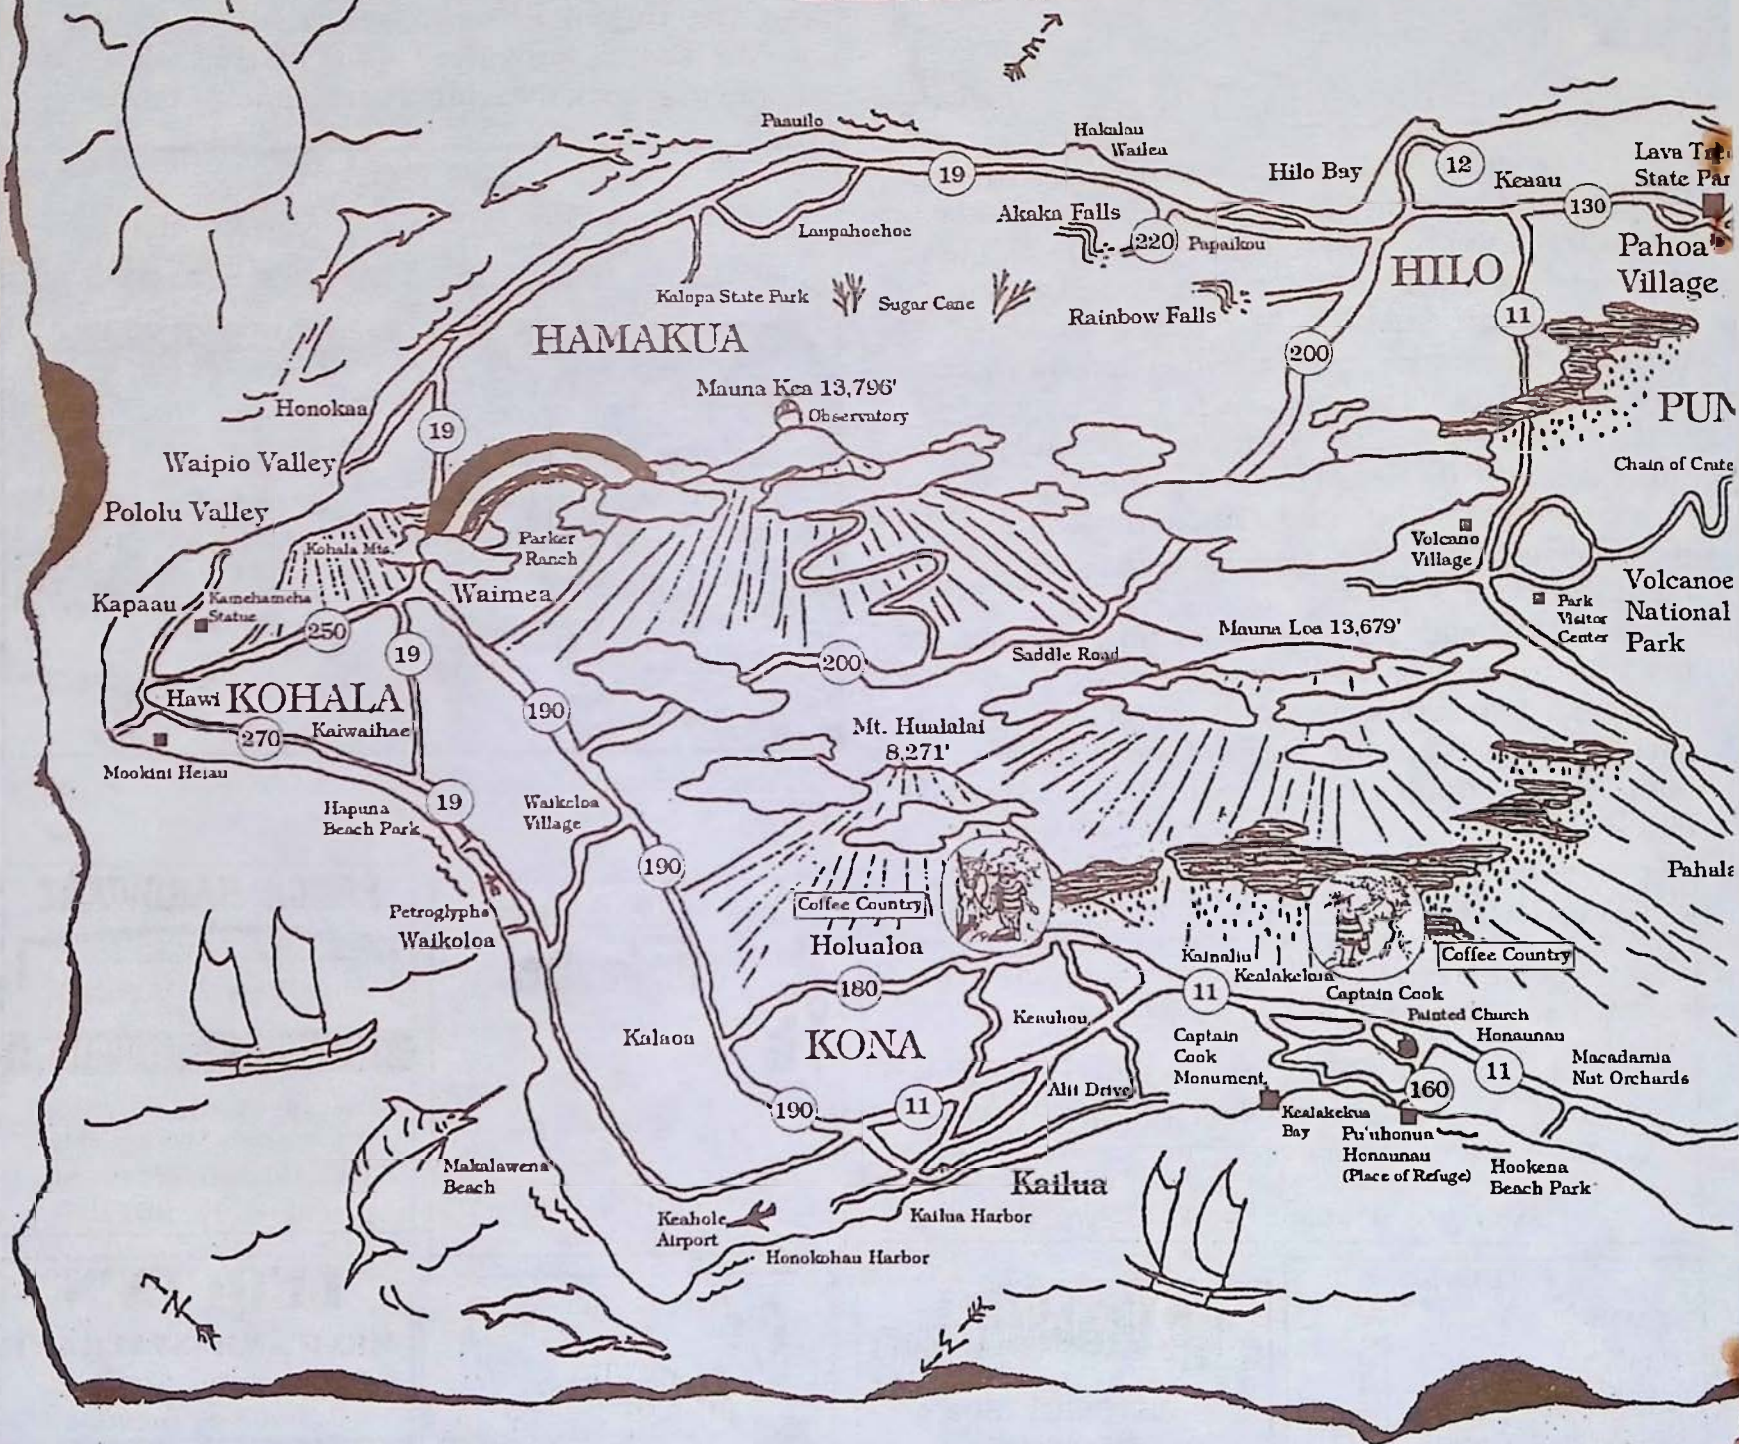 E
Paauilo
Hakalau
Wailea
19
Hilo Bay
12
Keaau
130
Lava
State
Laupahoehoe
Akaka Falls
220
Papaikou
HILO
Pahoa
Village
Kalopa State Park
Sugar Cane
Rainbow Falls
11
HAMAKUA
200
Mauna Kea 13,796'
Observatory
PUN
Honokaa
19
Waipio Valley
Chain of Crate
Pololu Valley
Kohala Mts.
Parker
Ranch
Volcano
Village
Kapaau
Kamehameha
Statue
Waimea
Park
Visitor
Center
Volcanoe
National
Park
250
Mauna Loa 13,679'
19
200
Saddle Road
Hawi
KOHALA
190
270
Kaiwaihae
Mt. Hualalai
8,271'
Mookini Heiau
19
Hapuna
Beach Park
Waikoloa
Village
190
Pahala
Petroglyphs
Waikoloa
Coffee Country
Holualoa
Kainaliu
Kealakekua
Coffee Country
180
11
Captain Cook
Painted Church
Honaunau
Kalaoa
KONA
Keauhou
Captain
Cook
Monument
11
Macadamia
Nut Orchards
Alii Drive
160
190
11
Kealakekua
Bay
Pu'uhonua
Honaunau
(Place of Refuge)
Hookena
Beach Park
Makalawena
Beach
Kailua
Keahole
Airport
Kailua Harbor
Honokohau Harbor
N
W